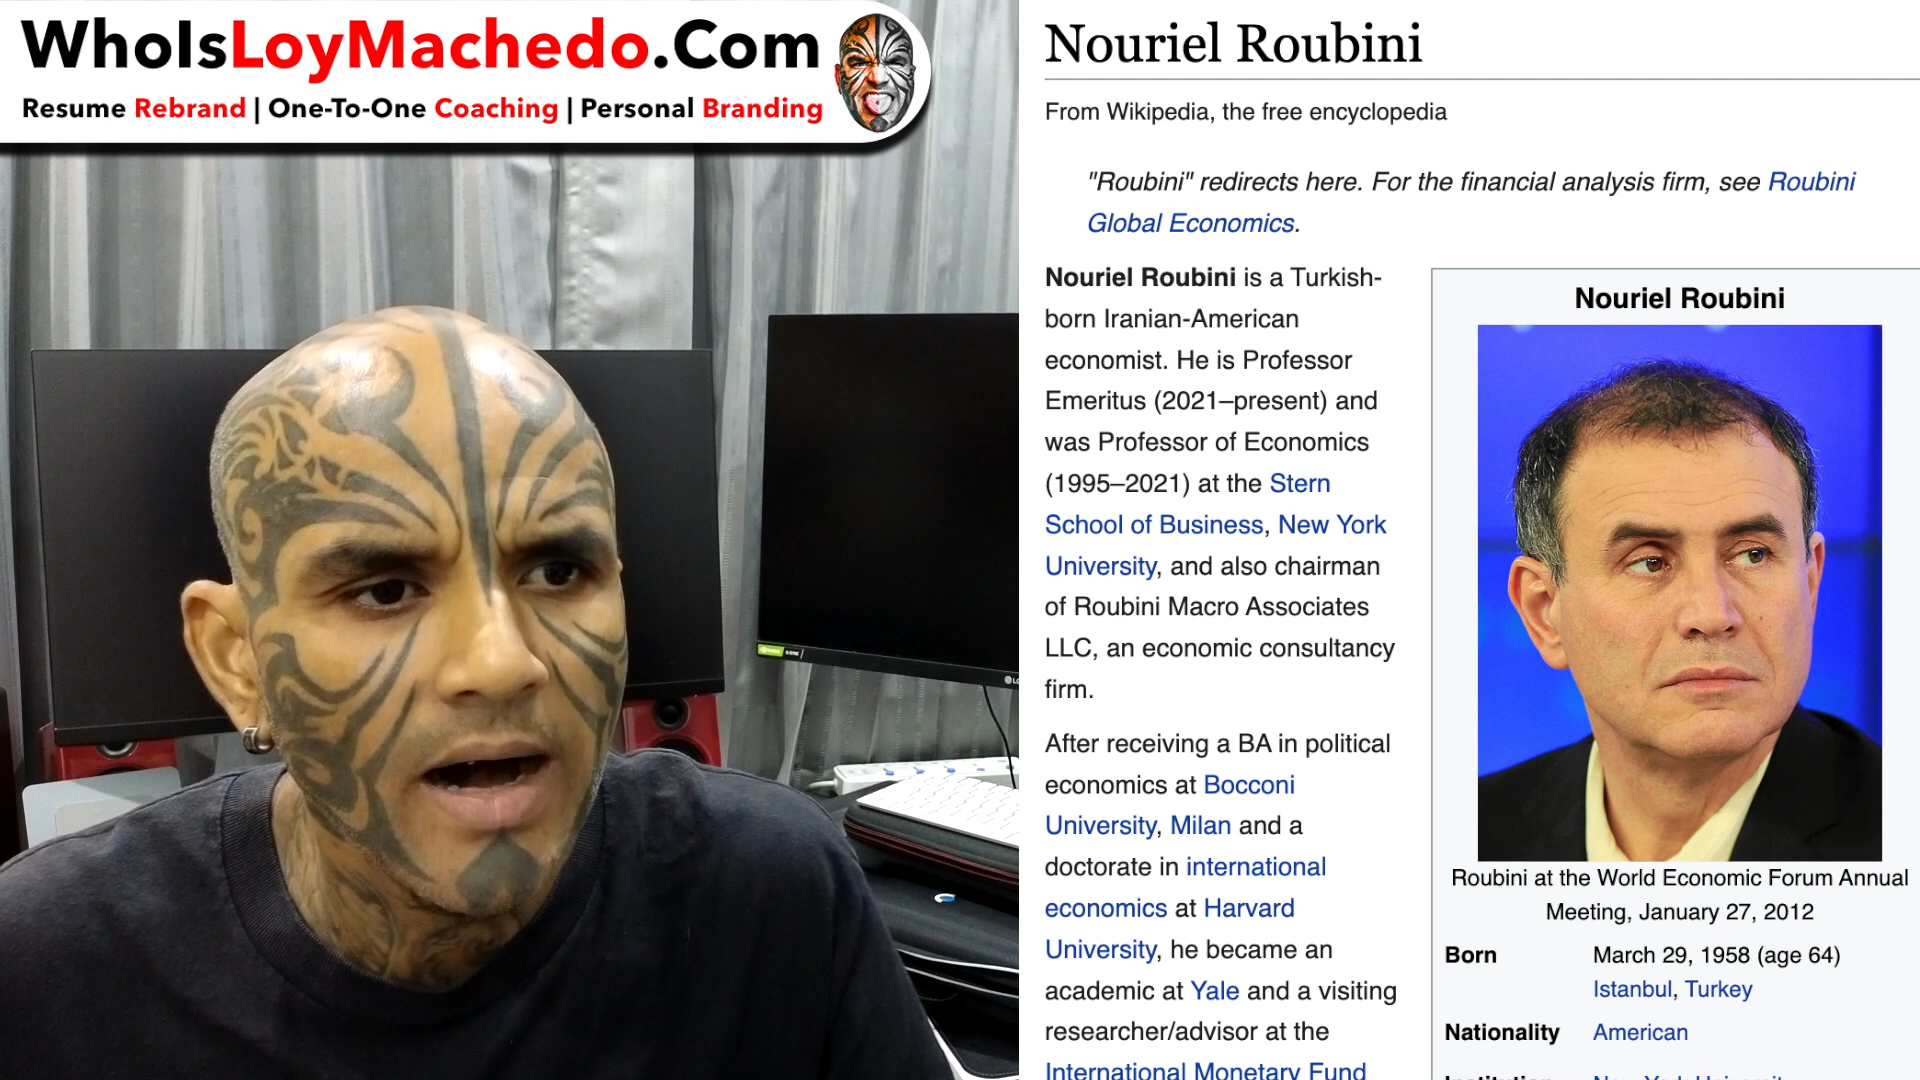 WhoIsLoyMachedo.Com
Resume Rebrand | One-To-One Coaching | Personal Branding
Nouriel Roubini
From Wikipedia, the free encyclopedia
"Roubini" redirects here. For the financial analysis firm, see Roubini
Global Economics.
Nouriel Roubini is a Turkish-
born Iranian-American
economist. He is Professor
Emeritus (2021–present) and
was Professor of Economics
(1995–2021) at the Stern
School of Business, New York
University, and also chairman
of Roubini Macro Associates
LLC, an economic consultancy
firm.
After receiving a BA in political
economics at Bocconi
University, Milan and a
doctorate in international
economics at Harvard
University, he became an
academic at Yale and a visiting
researcher/advisor at the
International Monetary Fund
Nouriel Roubini
Roubini at the World Economic Forum Annual
Meeting, January 27, 2012
Born March 29, 1958 (age 64)
Istanbul, Turkey
Nationality American
Institution New York University
LG